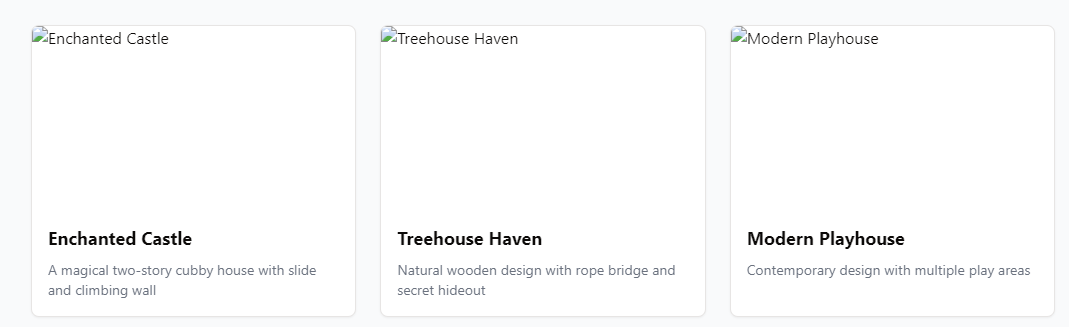 Enchanted Castle
Treehouse Haven
Modern Playhouse
Enchanted Castle
A magical two-story cubby house with slide
and climbing wall
Treehouse Haven
Natural wooden design with rope bridge and
secret hideout
Modern Playhouse
Contemporary design with multiple play areas